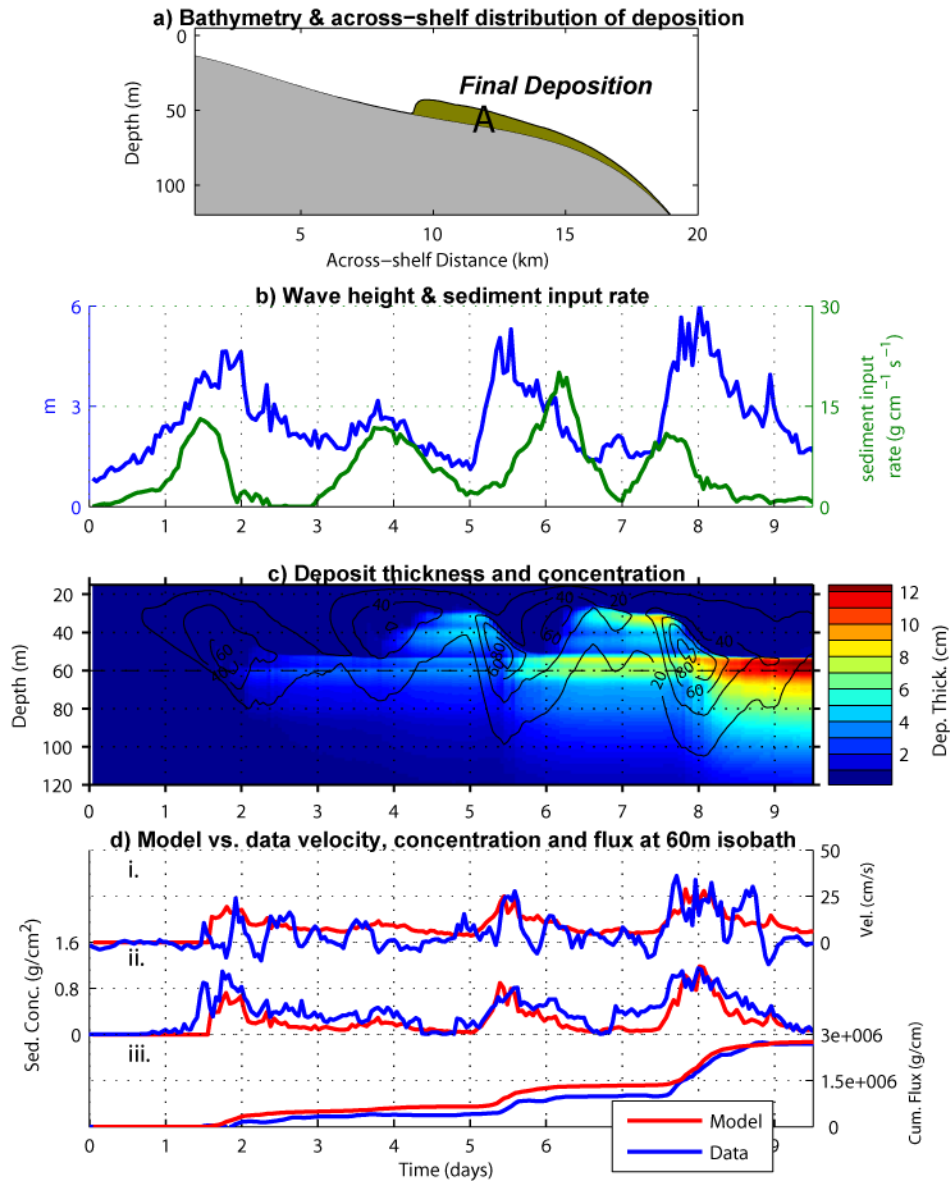 a) Bathymetry & across-shelf distribution of deposition
0
50
100
Depth (m)
Final Deposition
A
5 10 15 20
Across-shelf Distance (km)
b) Wave height & sediment input rate
6
3
0
m
30
15
0
sediment input
rate (g cm⁻¹ s⁻¹)
0 1 2 3 4 5 6 7 8 9
c) Deposit thickness and concentration
20
40
60
80
100
120
Depth (m)
60
40
60
80
40
20
60
20
80
60
40
12
10
8
6
4
2
Dep. Thick. (cm)
0 1 2 3 4 5 6 7 8 9
d) Model vs. data velocity, concentration and flux at 60m isobath
i.
50
25
0
Vel. (cm/s)
1.6
ii.
0.8
0
Sed. Conc. (g/cm²)
iii.
3e+006
1.5e+006
0
Cum. Flux (g/cm)
Model
Data
0 1 2 3 4 5 6 7 8 9
Time (days)